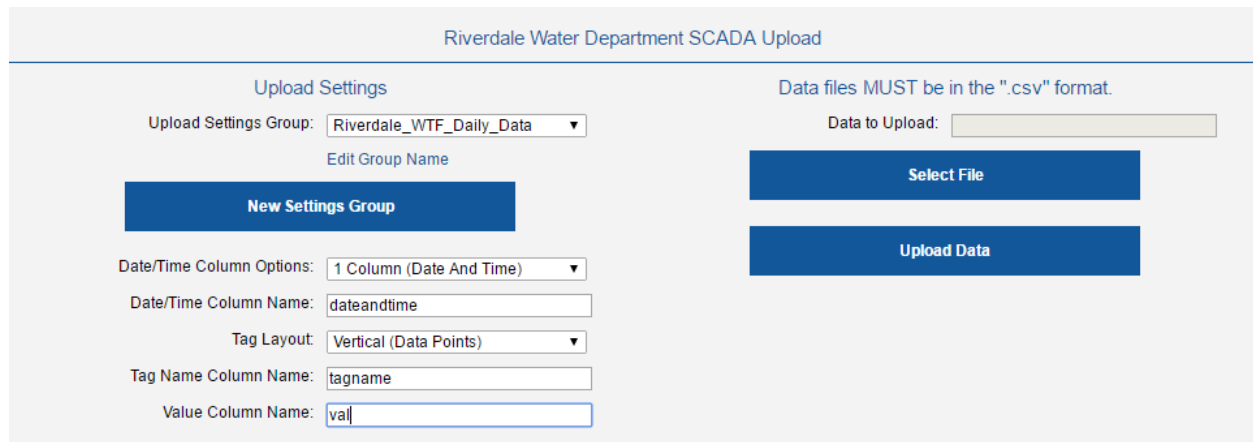 Riverdale Water Department SCADA Upload
Upload Settings
Upload Settings Group: Riverdale_WTF_Daily_Data
Edit Group Name
New Settings Group
Date/Time Column Options: 1 Column (Date And Time)
Date/Time Column Name: dateandtime
Tag Layout: Vertical (Data Points)
Tag Name Column Name: tagname
Value Column Name: val
Data files MUST be in the ".csv" format.
Data to Upload:
Select File
Upload Data